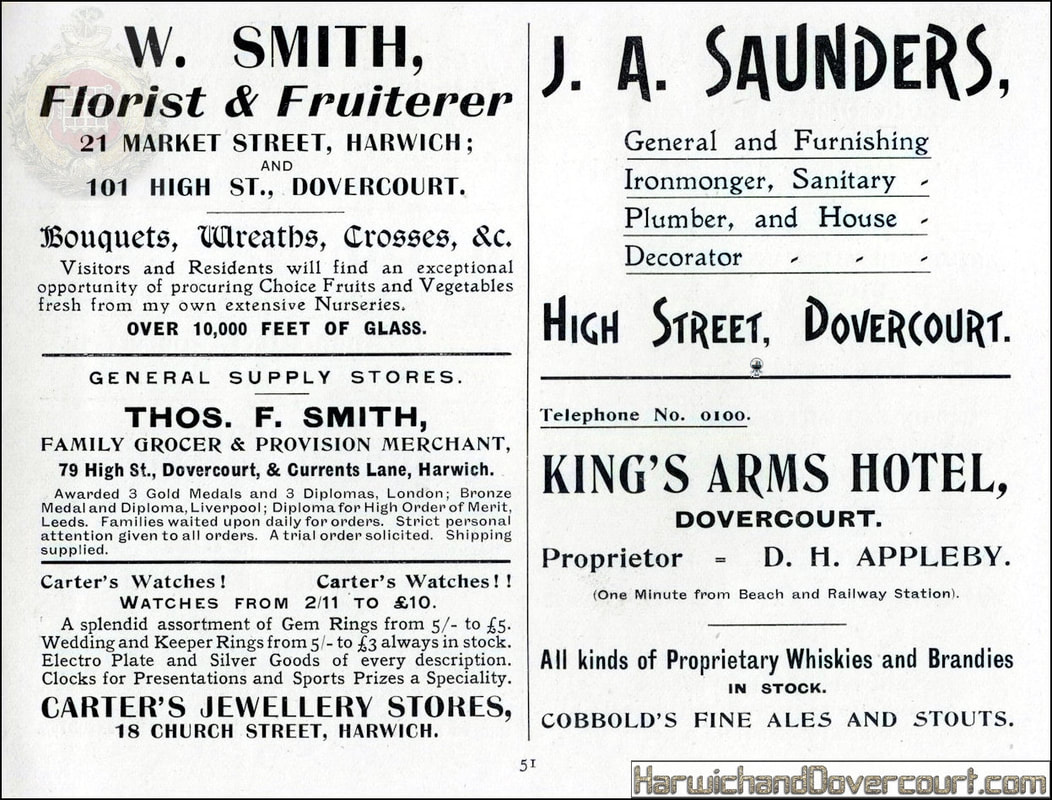 W. SMITH,
Florist & Fruiterer
21 MARKET STREET, HARWICH;
AND
101 HIGH ST., DOVERCOURT.
Bouquets, Wreaths, Crosses, &c.
Visitors and Residents will find an exceptional
opportunity of procuring Choice Fruits and Vegetables
fresh from my own extensive Nurseries.
OVER 10,000 FEET OF GLASS.
GENERAL SUPPLY STORES.
THOS. F. SMITH,
FAMILY GROCER & PROVISION MERCHANT,
79 High St., Dovercourt, & Currents Lane, Harwich.
Awarded 3 Gold Medals and 3 Diplomas, London; Bronze
Medal and Diploma, Liverpool; Diploma for High Order of Merit,
Leeds. Families waited upon daily for orders. Strict personal
attention given to all orders. A trial order solicited. Shipping
supplied.
Carter's Watches! Carter's Watches!!
WATCHES FROM 2/11 TO £10.
A splendid assortment of Gem Rings from 5/- to £5.
Wedding and Keeper Rings from 5/- to £3 always in stock.
Electro Plate and Silver Goods of every description.
Clocks for Presentations and Sports Prizes a Speciality.
CARTER'S JEWELLERY STORES,
18 CHURCH STREET, HARWICH.
J. A. SAUNDERS,
General and Furnishing
Ironmonger, Sanitary -
Plumber, and House -
Decorator - - -
HIGH STREET, DOVERCOURT.
Telephone No. 0100.
KING'S ARMS HOTEL,
DOVERCOURT.
Proprietor = D. H. APPLEBY.
(One Minute from Beach and Railway Station).
All kinds of Proprietary Whiskies and Brandies
IN STOCK.
COBBOLD'S FINE ALES AND STOUTS.
51
HarwichandDovercourt.com